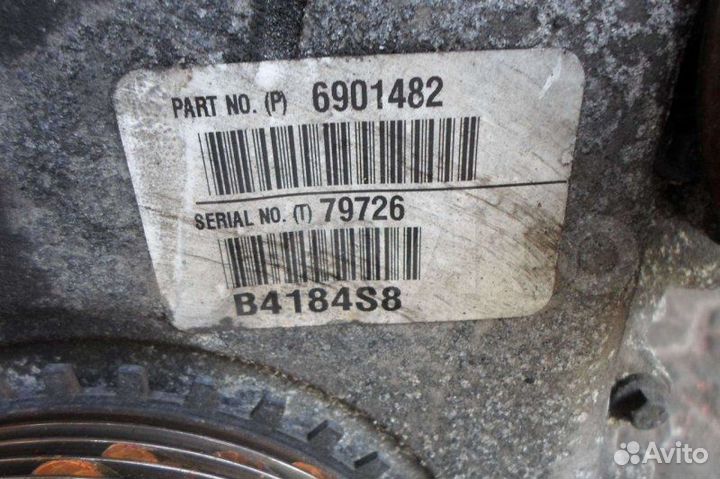 PART NO. (P) 6901482
SERIAL NO. (T) 79726
B4184S8
Avito